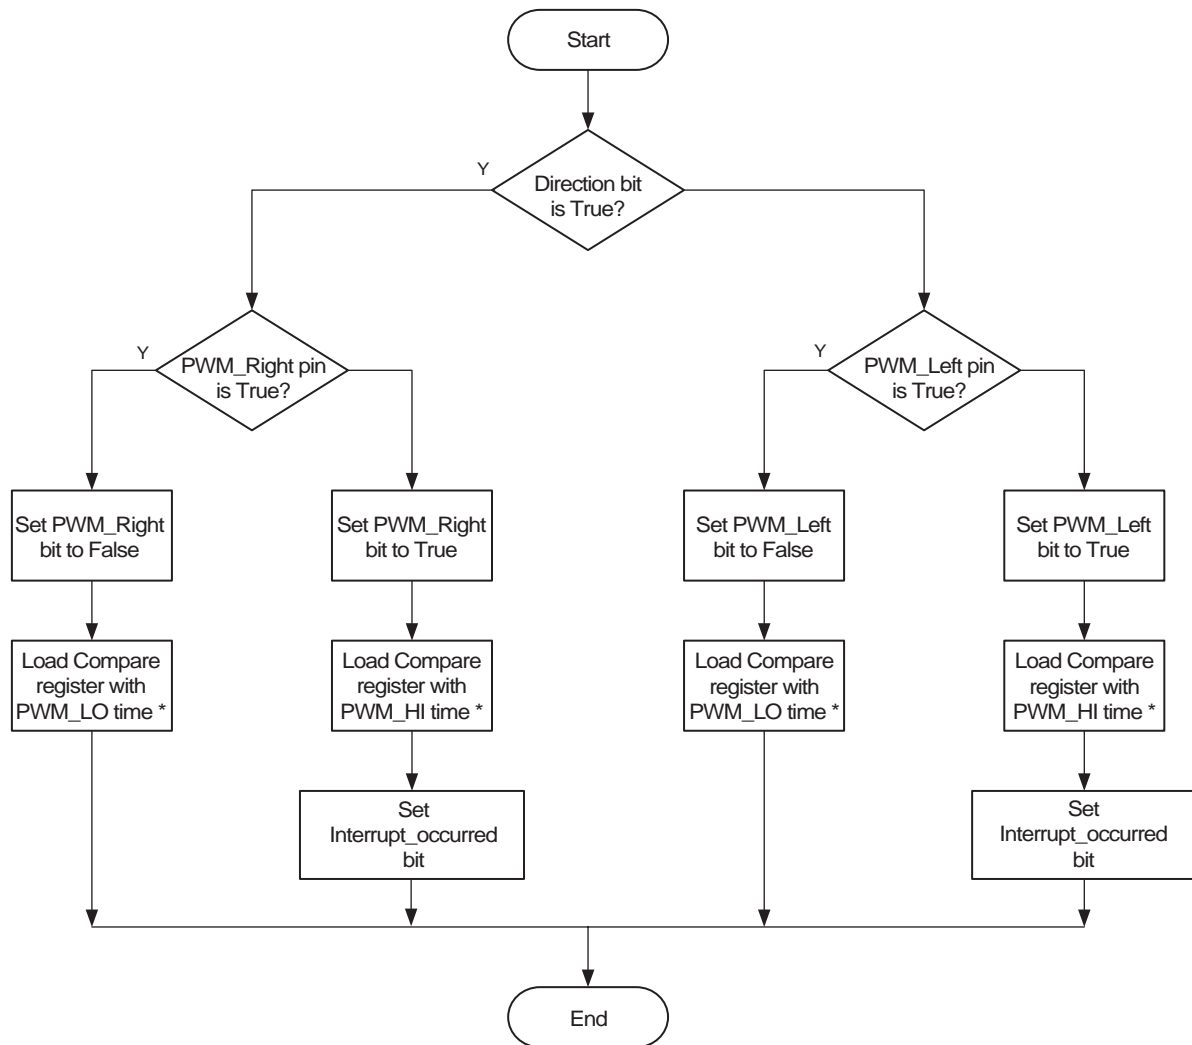 Start
Y
Direction bit
is True?
Y
PWM_Right pin
is True?
Y
PWM_Left pin
is True?
Set PWM_Right
bit to False
Set PWM_Right
bit to True
Set PWM_Left
bit to False
Set PWM_Left
bit to True
Load Compare
register with
PWM_LO time *
Load Compare
register with
PWM_HI time *
Load Compare
register with
PWM_LO time *
Load Compare
register with
PWM_HI time *
Set
Interrupt_occurred
bit
Set
Interrupt_occurred
bit
End